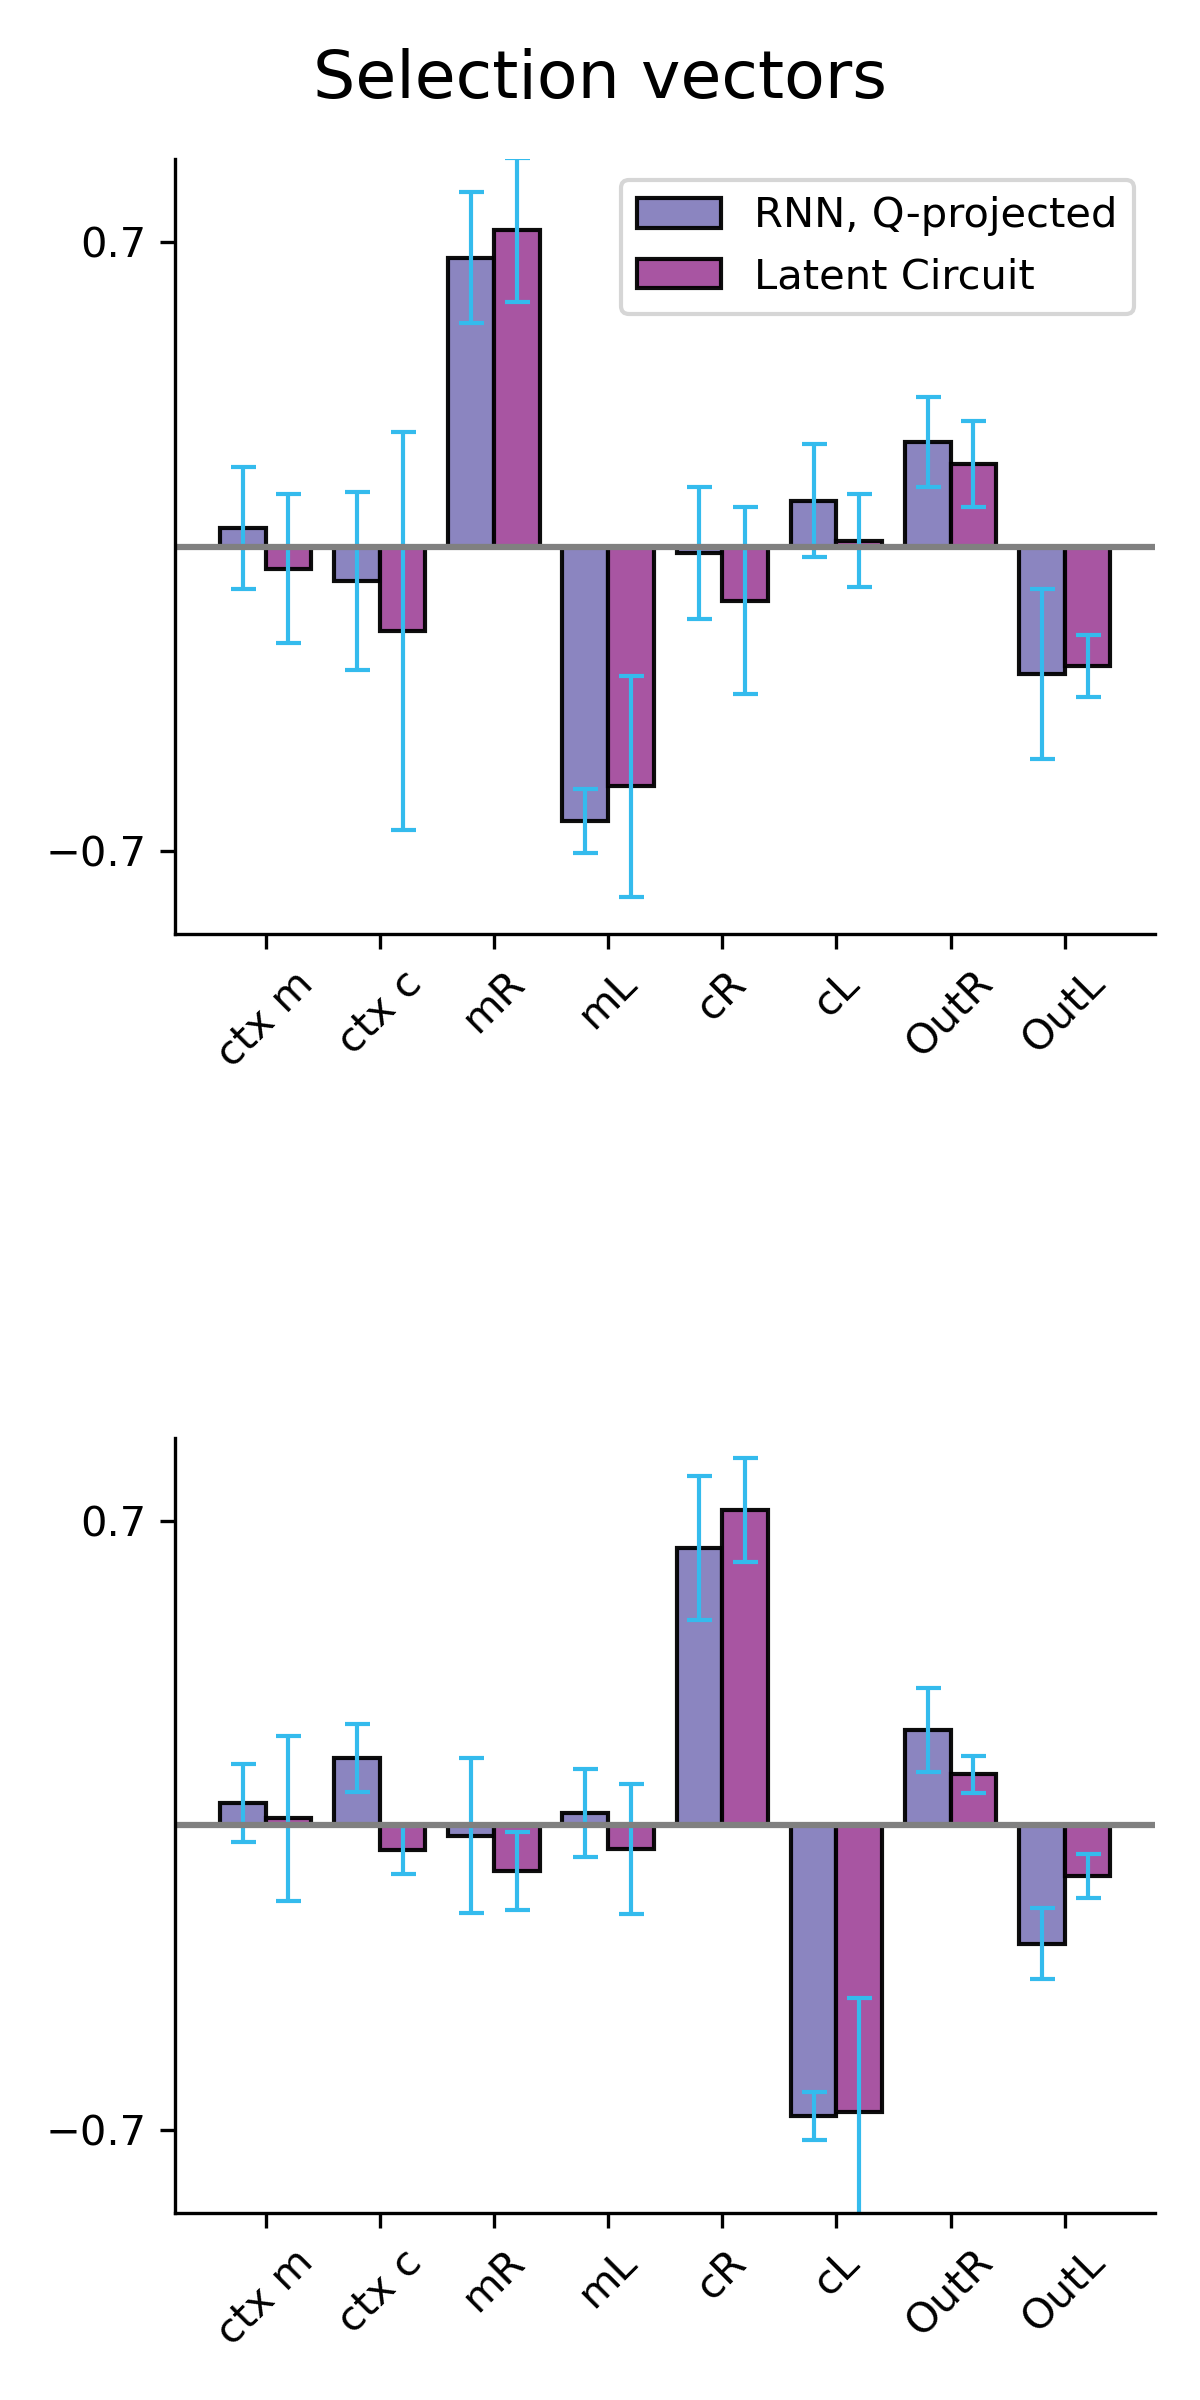 Selection vectors
RNN, Q-projected
Latent Circuit
0.7
−0.7
ctx m
ctx c
mR
mL
cR
cL
OutR
OutL
0.7
−0.7
ctx m
ctx c
mR
mL
cR
cL
OutR
OutL